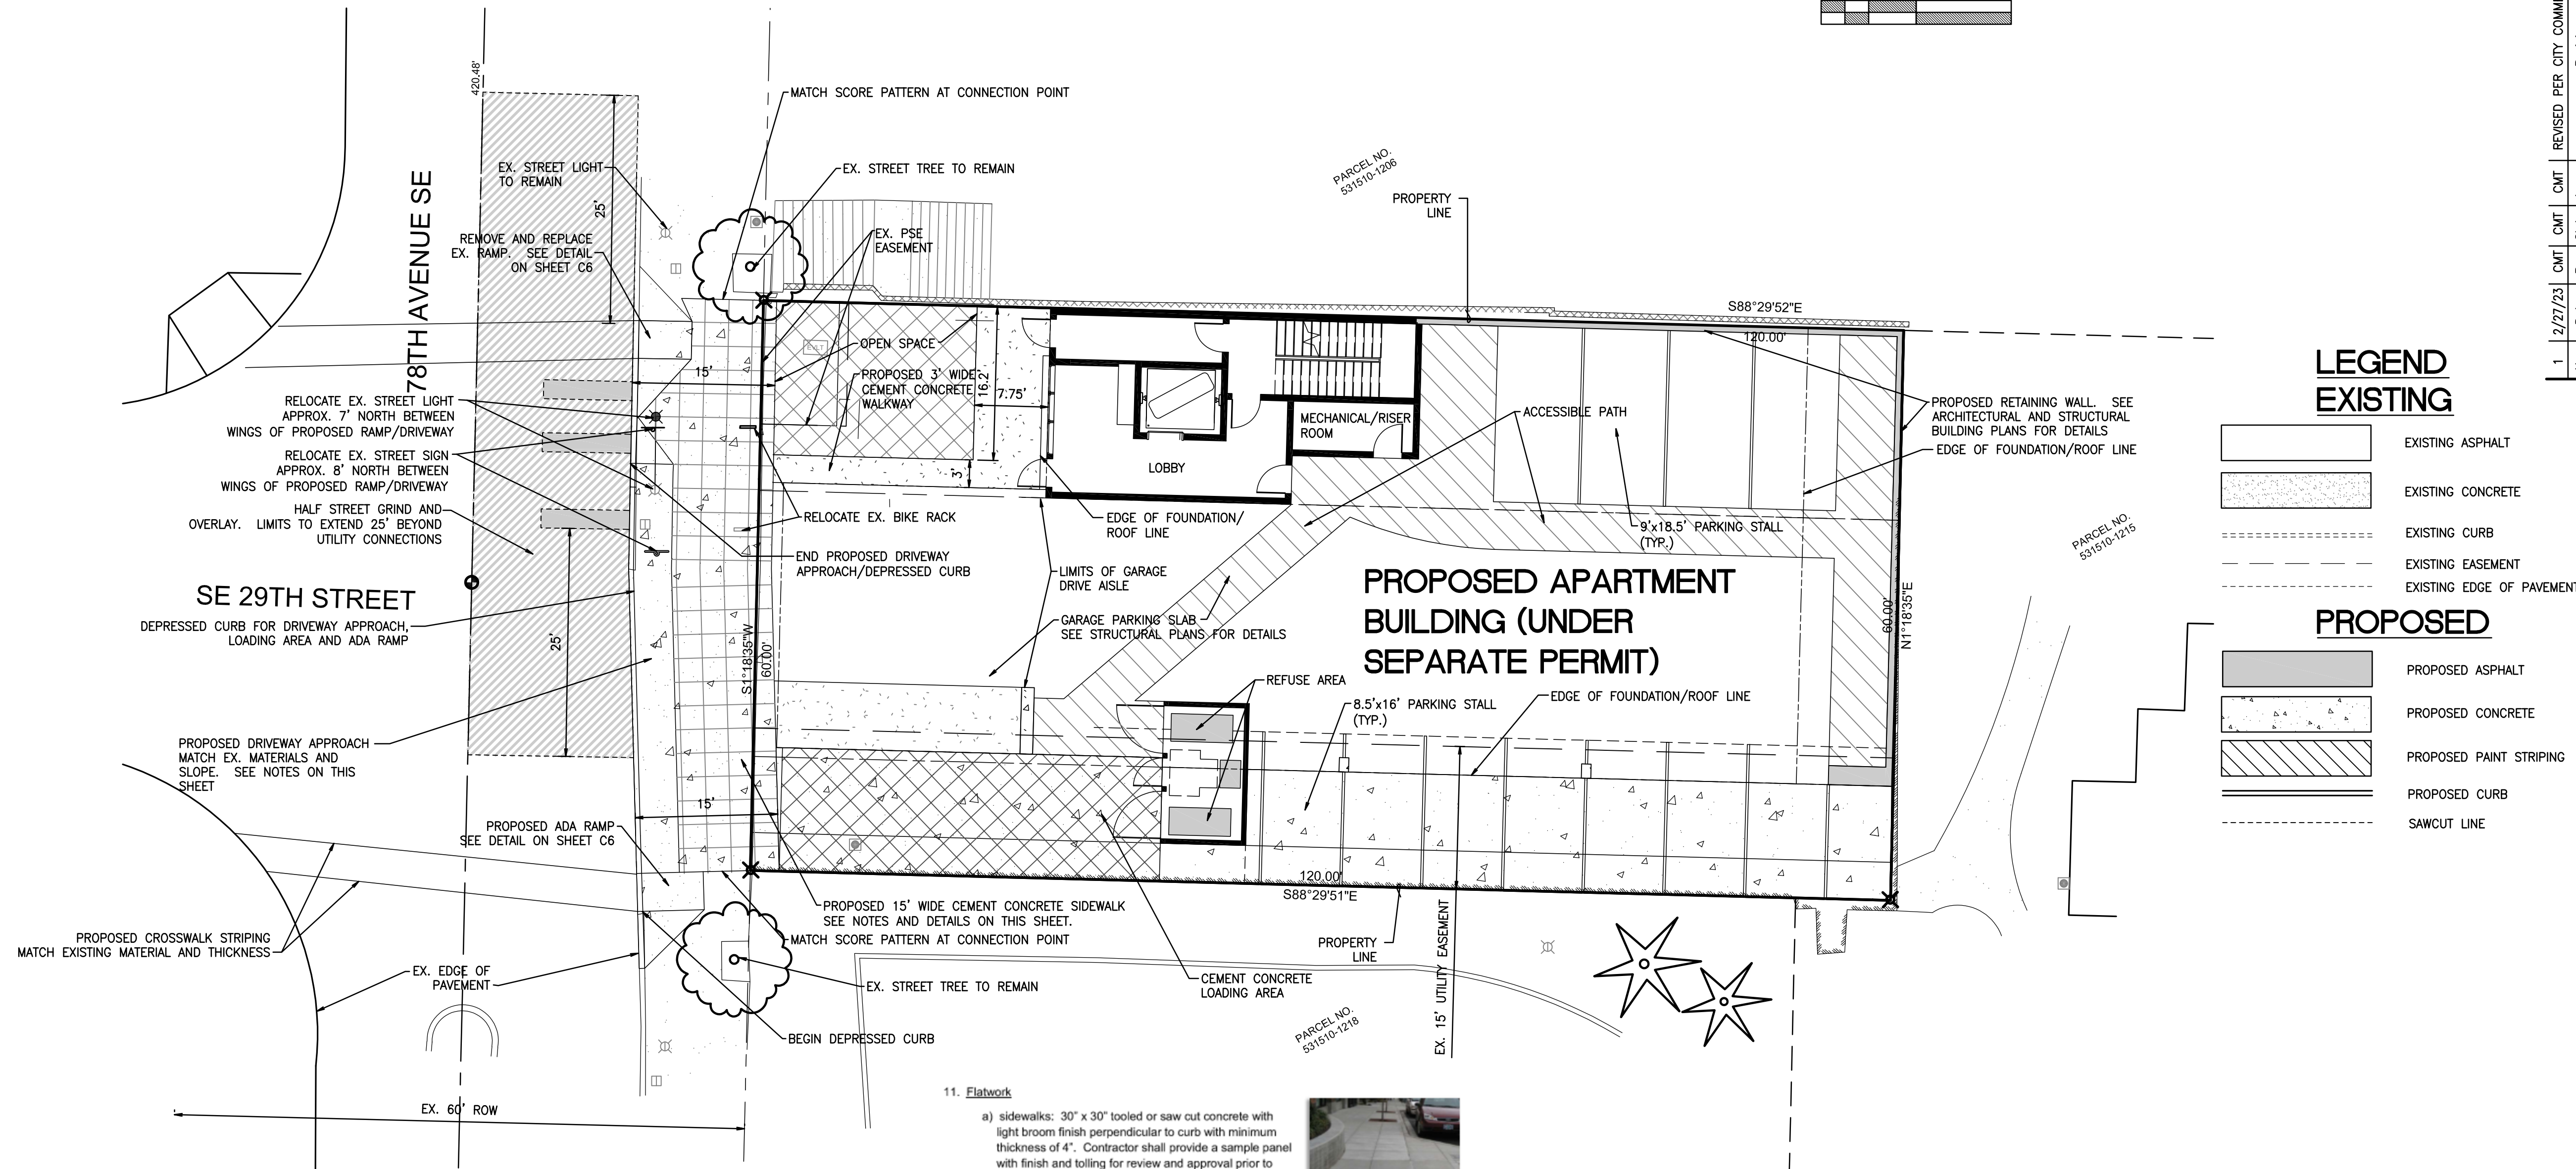 420.48'
MATCH SCORE PATTERN AT CONNECTION POINT
EX. STREET LIGHT
TO REMAIN
EX. STREET TREE TO REMAIN
78TH AVENUE SE
25'
REMOVE AND REPLACE
EX. RAMP.  SEE DETAIL
ON SHEET C6
EX. PSE
EASEMENT
PARCEL NO.
531510-1206
PROPERTY
LINE
S88°29'52"E
120.00'
OPEN SPACE
15'
PROPOSED 3' WIDE
CEMENT CONCRETE
WALKWAY
16.2'
7.75'
3'
RELOCATE EX. STREET LIGHT
APPROX. 7' NORTH BETWEEN
WINGS OF PROPOSED RAMP/DRIVEWAY
RELOCATE EX. STREET SIGN
APPROX. 8' NORTH BETWEEN
WINGS OF PROPOSED RAMP/DRIVEWAY
HALF STREET GRIND AND
OVERLAY.  LIMITS TO EXTEND 25' BEYOND
UTILITY CONNECTIONS
MECHANICAL/RISER
ROOM
LOBBY
ACCESSIBLE PATH
PROPOSED RETAINING WALL.  SEE
ARCHITECTURAL AND STRUCTURAL
BUILDING PLANS FOR DETAILS
EDGE OF FOUNDATION/ROOF LINE
RELOCATE EX. BIKE RACK
EDGE OF FOUNDATION/
ROOF LINE
9'x18.5' PARKING STALL
(TYP.)
PARCEL NO.
531510-1215
END PROPOSED DRIVEWAY
APPROACH/DEPRESSED CURB
LIMITS OF GARAGE
DRIVE AISLE
SE 29TH STREET
DEPRESSED CURB FOR DRIVEWAY APPROACH,
LOADING AREA AND ADA RAMP
25'
S1°18'35"W
60.00'
GARAGE PARKING SLAB
SEE STRUCTURAL PLANS FOR DETAILS
PROPOSED APARTMENT
BUILDING (UNDER
SEPARATE PERMIT)
60.00'
N1°18'35"E
REFUSE AREA
8.5'x16' PARKING STALL
(TYP.)
EDGE OF FOUNDATION/ROOF LINE
PROPOSED DRIVEWAY APPROACH
MATCH EX. MATERIALS AND
SLOPE.  SEE NOTES ON THIS
SHEET
15'
PROPOSED ADA RAMP
SEE DETAIL ON SHEET C6
120.00'
S88°29'51"E
PROPOSED 15' WIDE CEMENT CONCRETE SIDEWALK
SEE NOTES AND DETAILS ON THIS SHEET.
MATCH SCORE PATTERN AT CONNECTION POINT
PROPOSED CROSSWALK STRIPING
MATCH EXISTING MATERIAL AND THICKNESS
EX. EDGE OF
PAVEMENT
EX. STREET TREE TO REMAIN
CEMENT CONCRETE
LOADING AREA
PROPERTY
LINE
EX. 15' UTILITY EASEMENT
PARCEL NO.
531510-1218
BEGIN DEPRESSED CURB
EX. 60' ROW
11. Flatwork
a) sidewalks: 30" x 30" tooled or saw cut concrete with
light broom finish perpendicular to curb with minimum
thickness of 4". Contractor shall provide a sample panel
with finish and tolling for review and approval prior to
LEGEND
EXISTING
EXISTING ASPHALT
EXISTING CONCRETE
EXISTING CURB
EXISTING EASEMENT
EXISTING EDGE OF PAVEMENT
PROPOSED
PROPOSED ASPHALT
PROPOSED CONCRETE
PROPOSED PAINT STRIPING
PROPOSED CURB
SAWCUT LINE
1 2/27/23 CMT CMT CMT REVISED PER CITY COMM